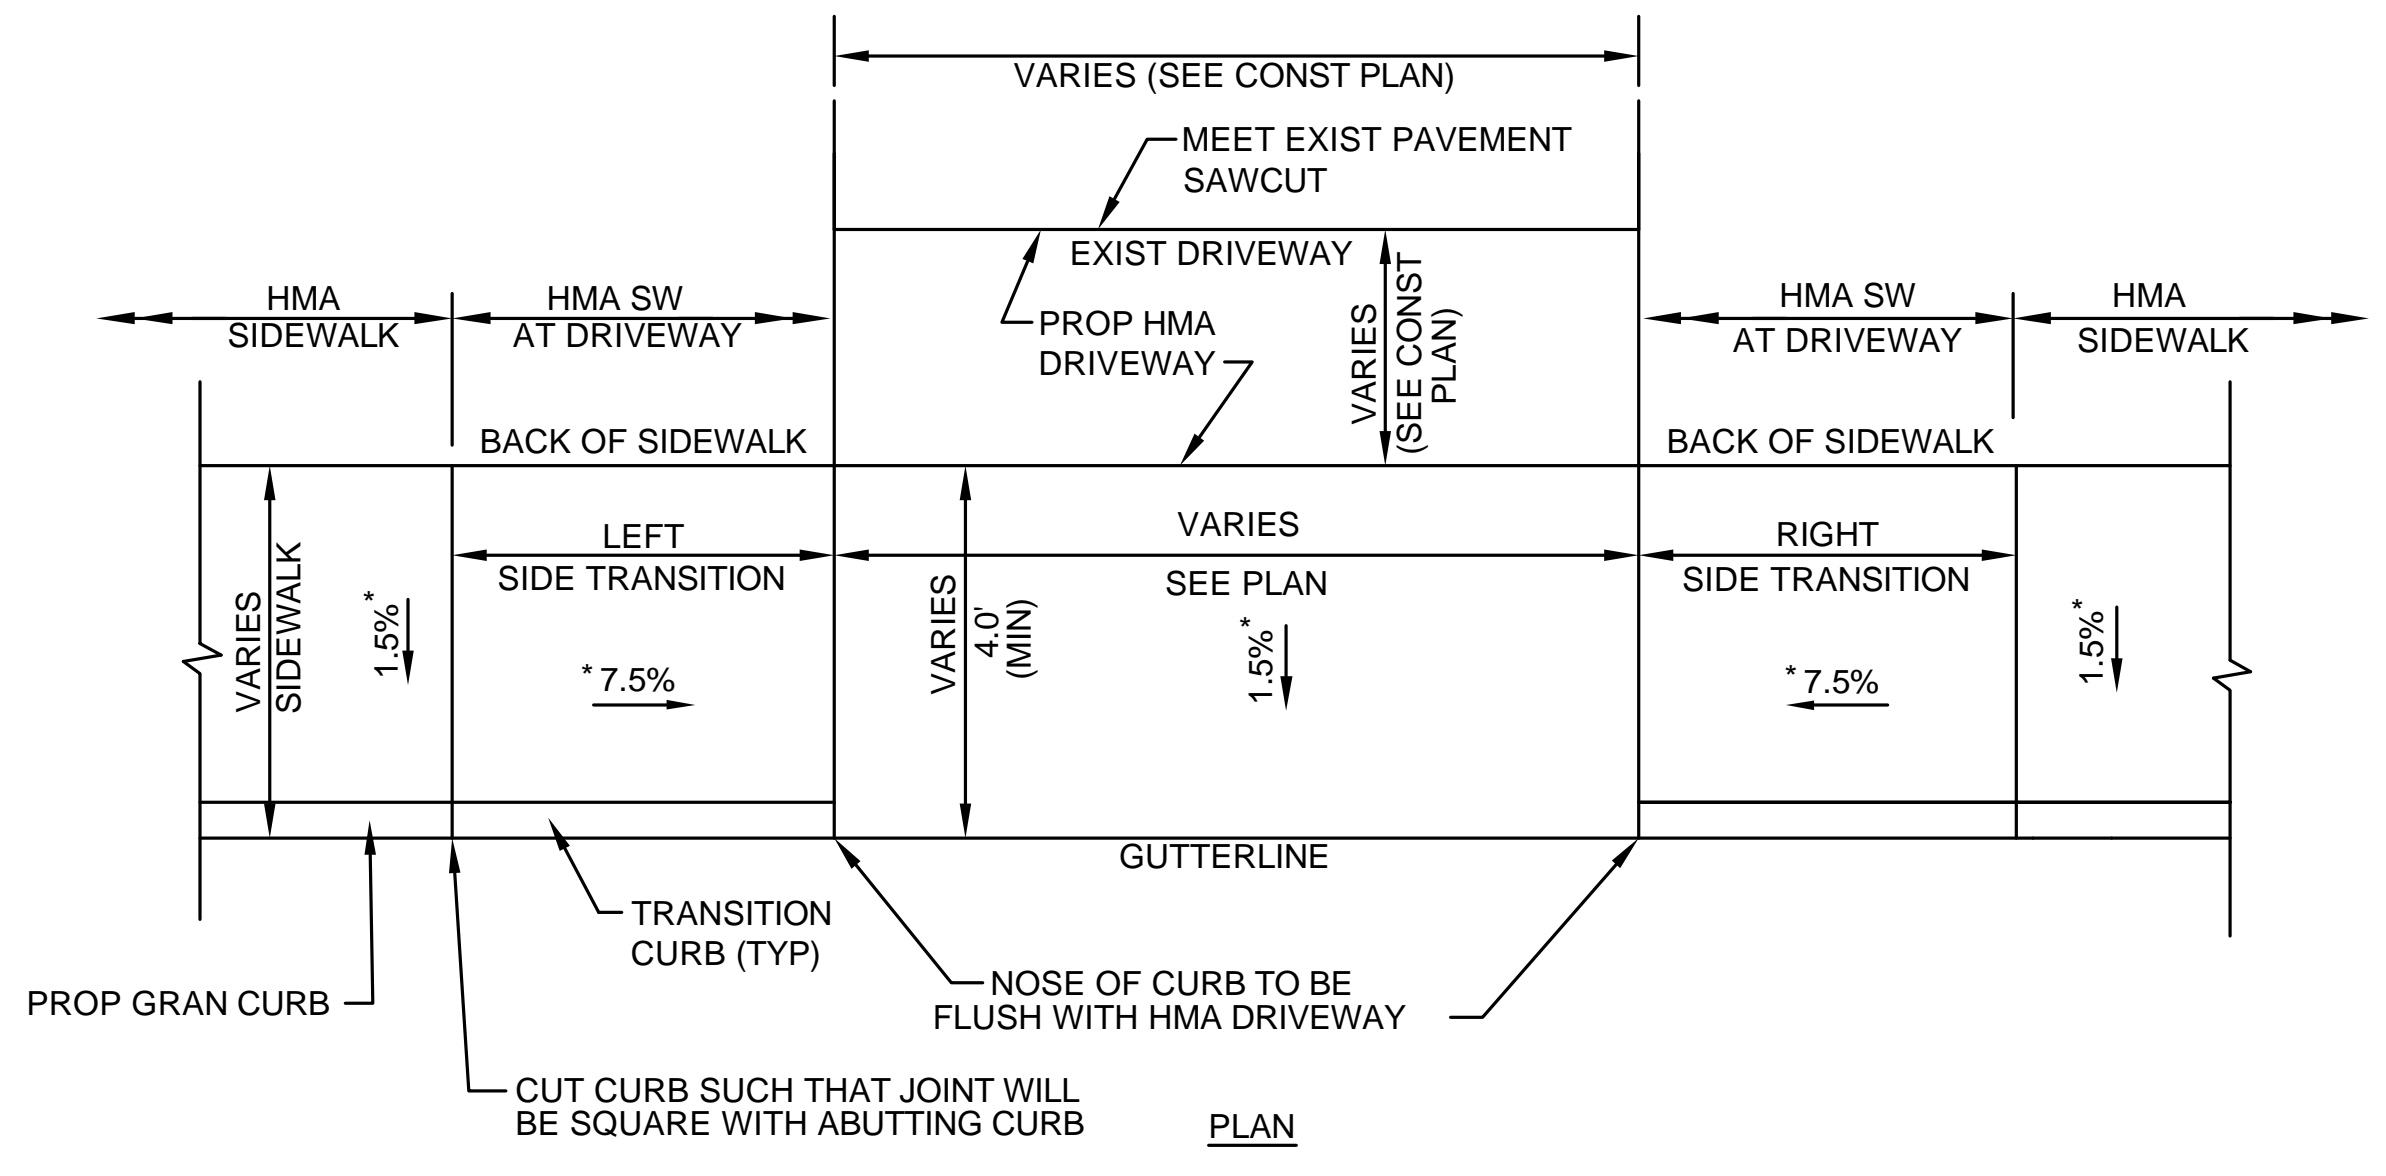 VARIES (SEE CONST PLAN)
MEET EXIST PAVEMENT
SAWCUT
EXIST DRIVEWAY
HMA
SIDEWALK
HMA SW
AT DRIVEWAY
PROP HMA
DRIVEWAY
VARIES
(SEE CONST
PLAN)
HMA SW
AT DRIVEWAY
HMA
SIDEWALK
BACK OF SIDEWALK
BACK OF SIDEWALK
VARIES
SIDEWALK
1.5%*
LEFT
SIDE TRANSITION
* 7.5%
VARIES
4.0'
(MIN)
VARIES
SEE PLAN
1.5%*
RIGHT
SIDE TRANSITION
* 7.5%
1.5%*
GUTTERLINE
TRANSITION
CURB (TYP)
PROP GRAN CURB
NOSE OF CURB TO BE
FLUSH WITH HMA DRIVEWAY
CUT CURB SUCH THAT JOINT WILL
BE SQUARE WITH ABUTTING CURB
PLAN